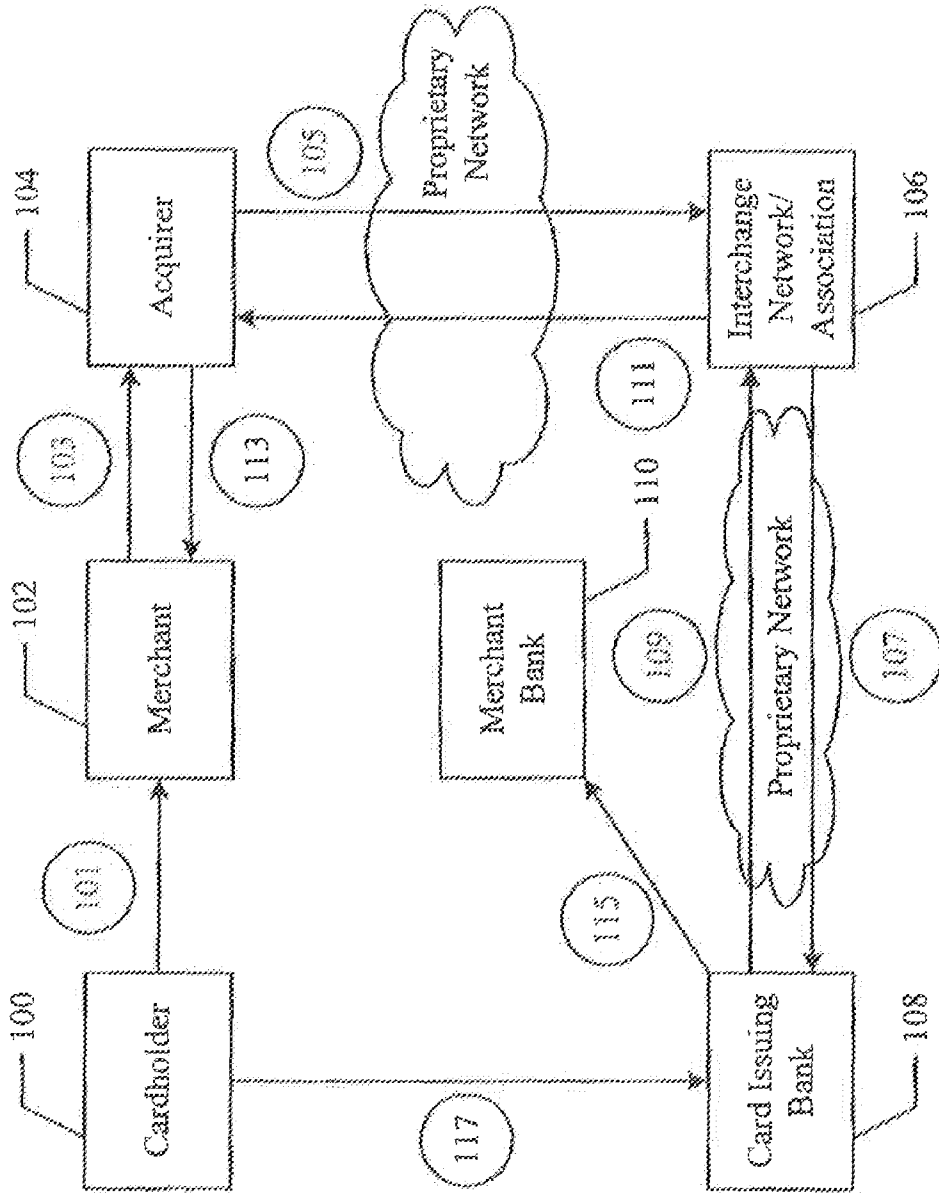 100
Cardholder
101
102
Merchant
103
113
104
Acquirer
105
Proprietary
Network
117
115
Merchant
Bank
110
111
109
Proprietary Network
107
Card Issuing
Bank
108
Interchange
Network/
Association
106